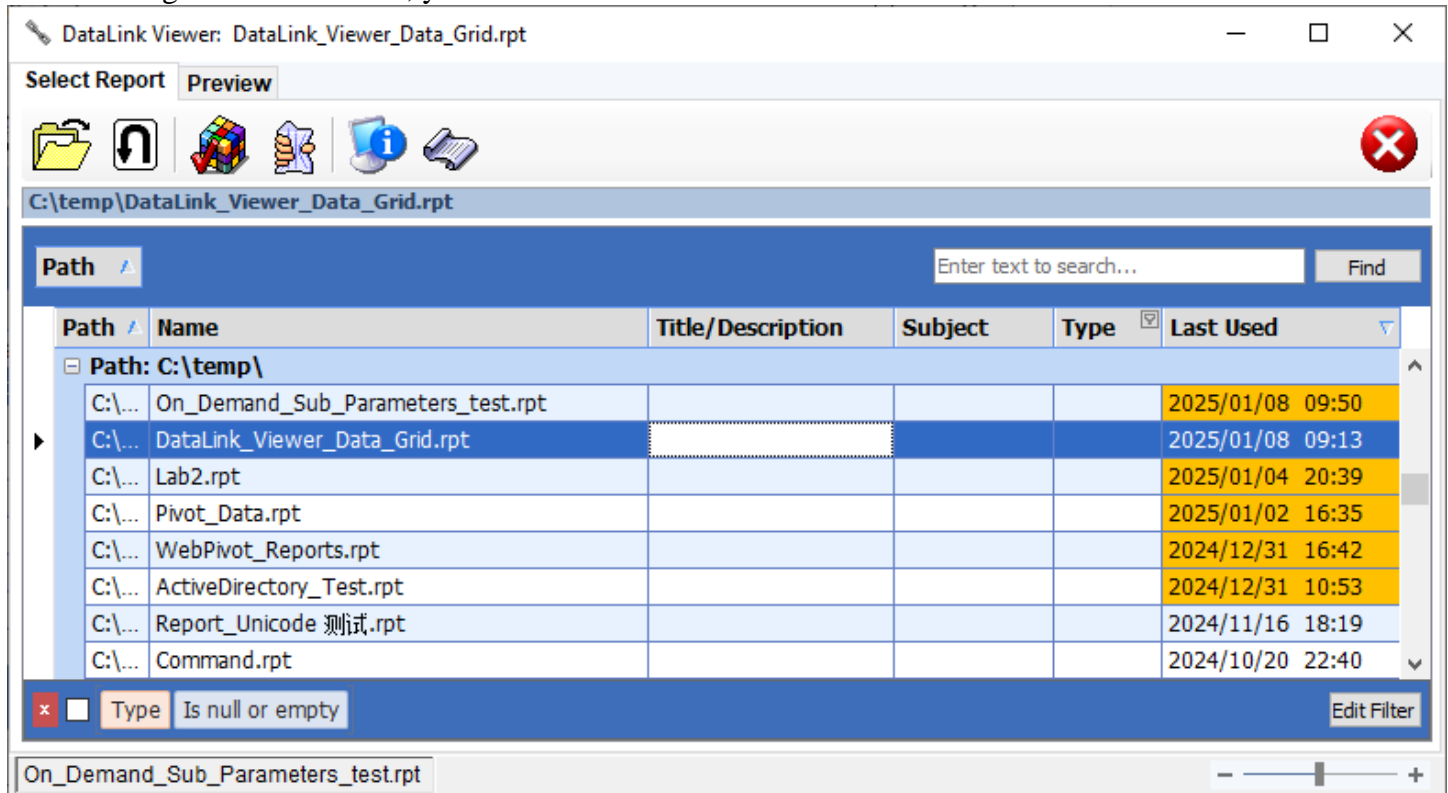 DataLink Viewer: DataLink_Viewer_Data_Grid.rpt
Select Report Preview
C:\temp\DataLink_Viewer_Data_Grid.rpt
Path Enter text to search... Find
Path Name Title/Description Subject Type Last Used
Path: C:\temp\
C:\... On_Demand_Sub_Parameters_test.rpt 2025/01/08 09:50
C:\... DataLink_Viewer_Data_Grid.rpt 2025/01/08 09:13
C:\... Lab2.rpt 2025/01/04 20:39
C:\... Pivot_Data.rpt 2025/01/02 16:35
C:\... WebPivot_Reports.rpt 2024/12/31 16:42
C:\... ActiveDirectory_Test.rpt 2024/12/31 10:53
C:\... Report_Unicode 测试.rpt 2024/11/16 18:19
C:\... Command.rpt 2024/10/20 22:40
x Type Is null or empty Edit Filter
On_Demand_Sub_Parameters_test.rpt